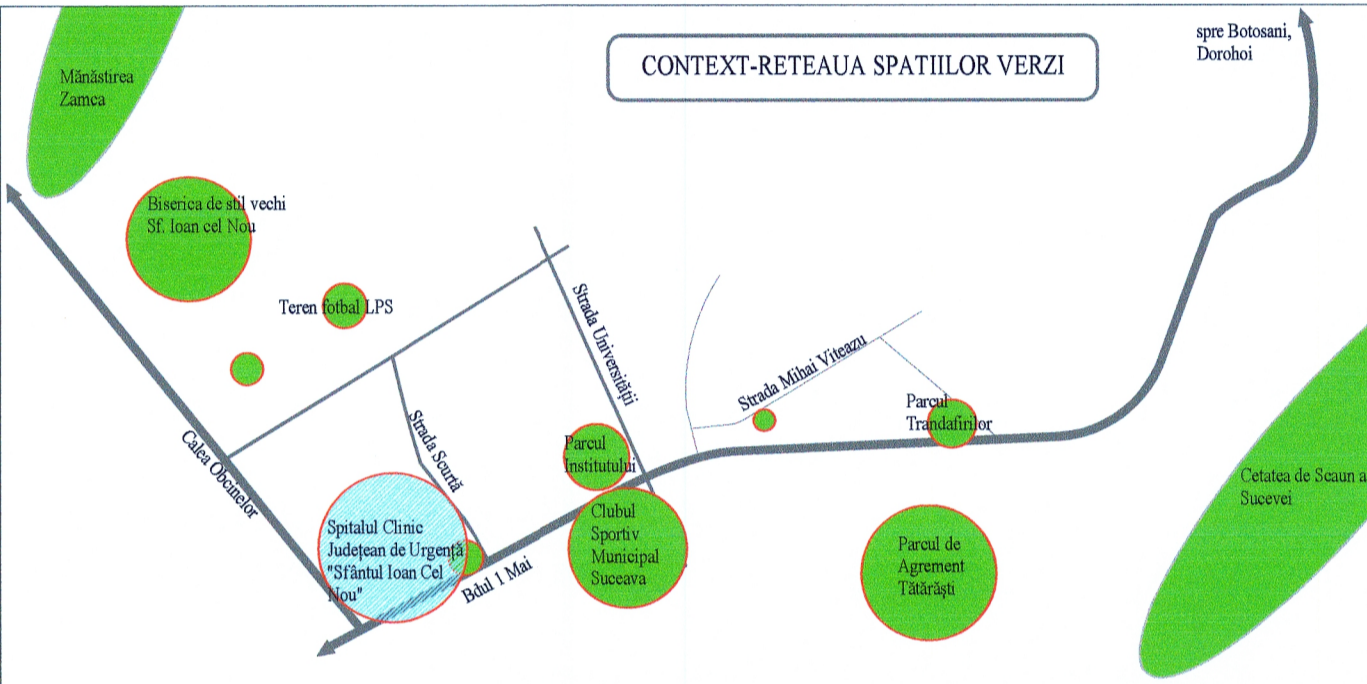 CONTEXT-RETEAUA SPATIILOR VERZI
spre Botosani,
Dorohoi
Mănăstirea
Zamca
Biserica de stil vechi
Sf. Ioan cel Nou
Teren fotbal LPS
Strada Universității
Strada Mihai Viteazu
Parcul
Trandafirilor
Calea Obcinelor
Strada Scurtă
Parcul
Institutului
Cetatea de Scaun a
Sucevei
Spitalul Clinic
Județean de Urgență
"Sfântul Ioan Cel
Nou"
Clubul
Sportiv
Municipal
Suceava
Parcul de
Agrement
Tătărăști
Bdul 1 Mai